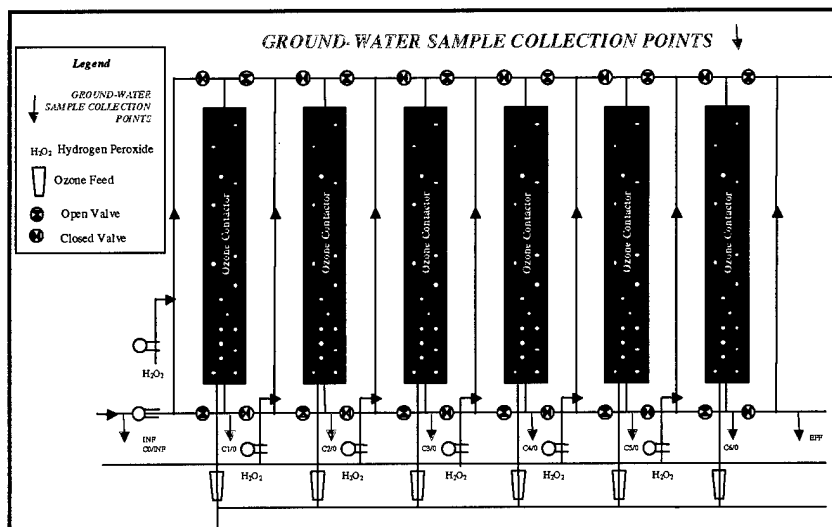 GROUND-WATER SAMPLE COLLECTION POINTS
Legend
GROUND-WATER
SAMPLE COLLECTION
POINTS
H₂O₂ Hydrogen Peroxide
Ozone Feed
Open Valve
Closed Valve
Ozone Contactor
Ozone Contactor
Ozone Contactor
Ozone Contactor
Ozone Contactor
Ozone Contactor
H₂O₂
INF
C0/INF
C1/0
C2/0
C3/0
C4/0
C5/0
C6/0
EFF
H₂O₂
H₂O₂
H₂O₂
H₂O₂
H₂O₂